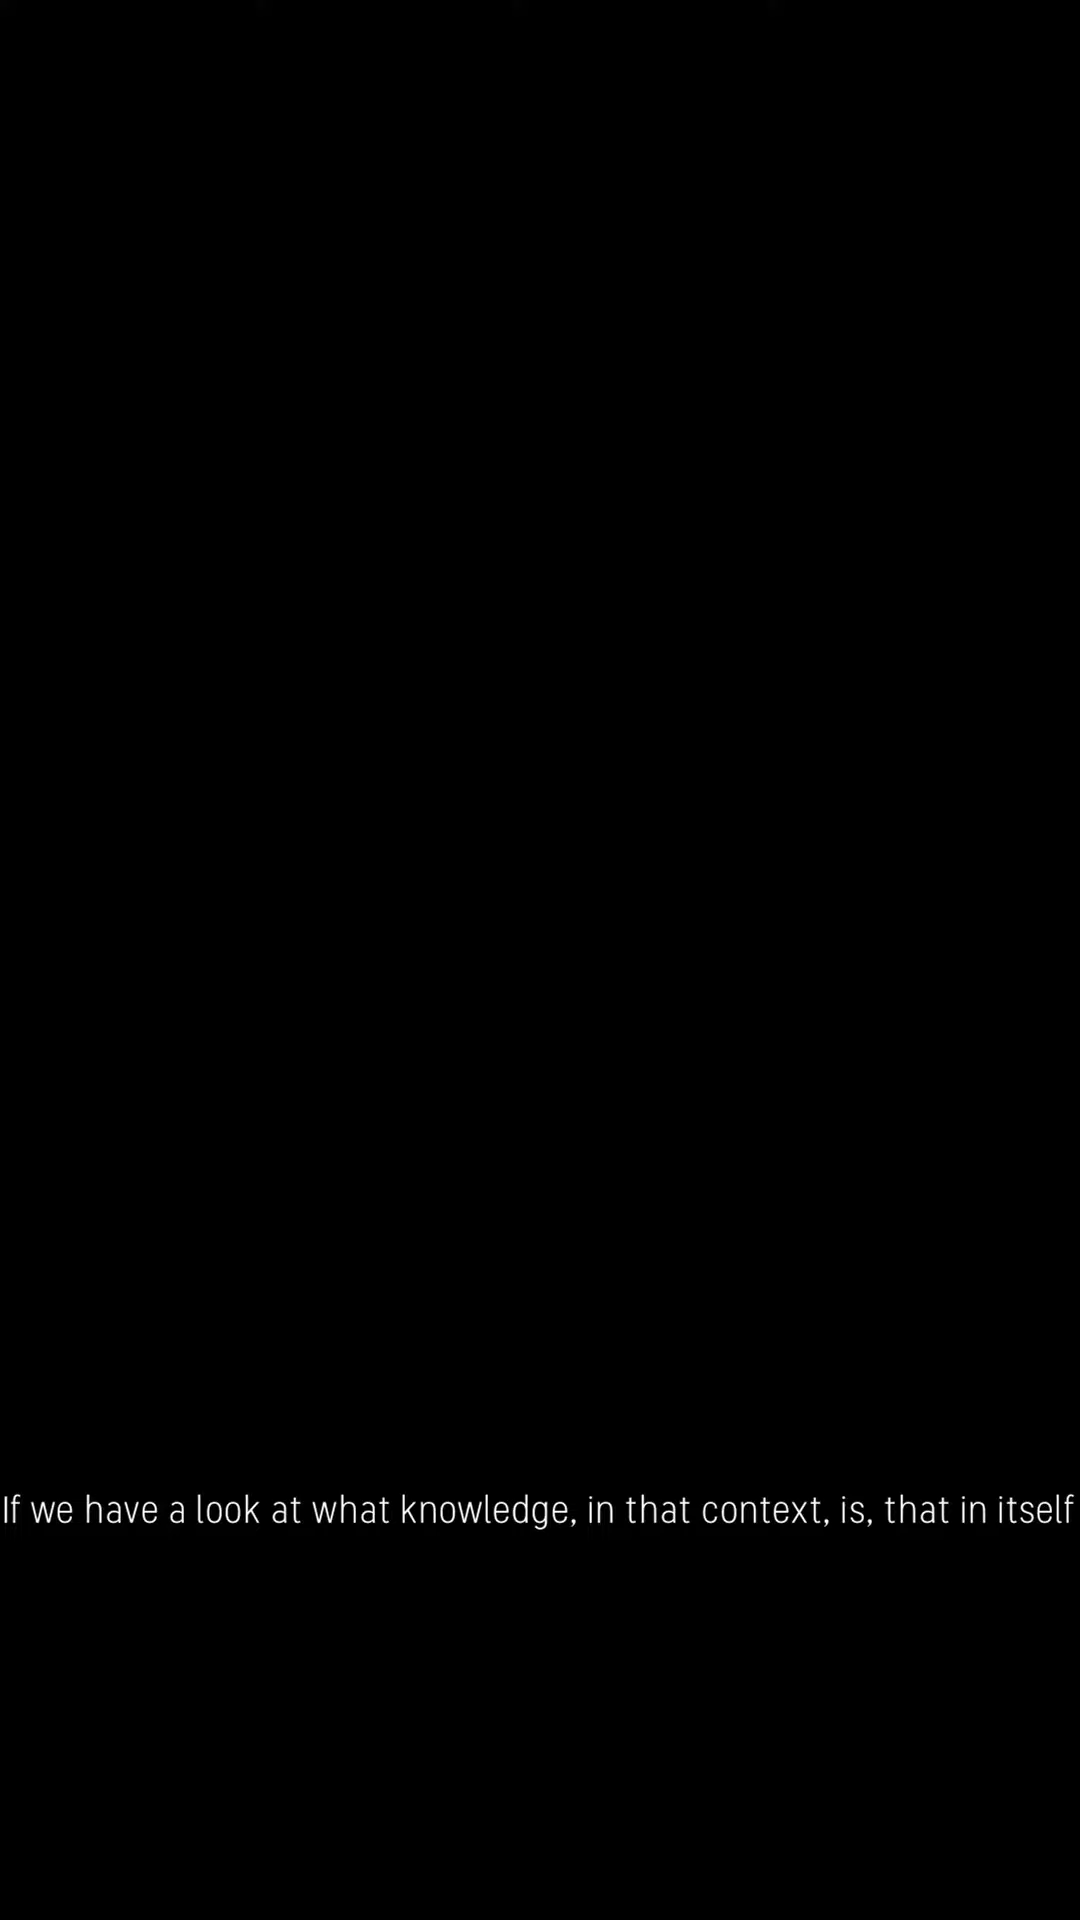 If we have a look at what knowledge, in that context, is, that in itself